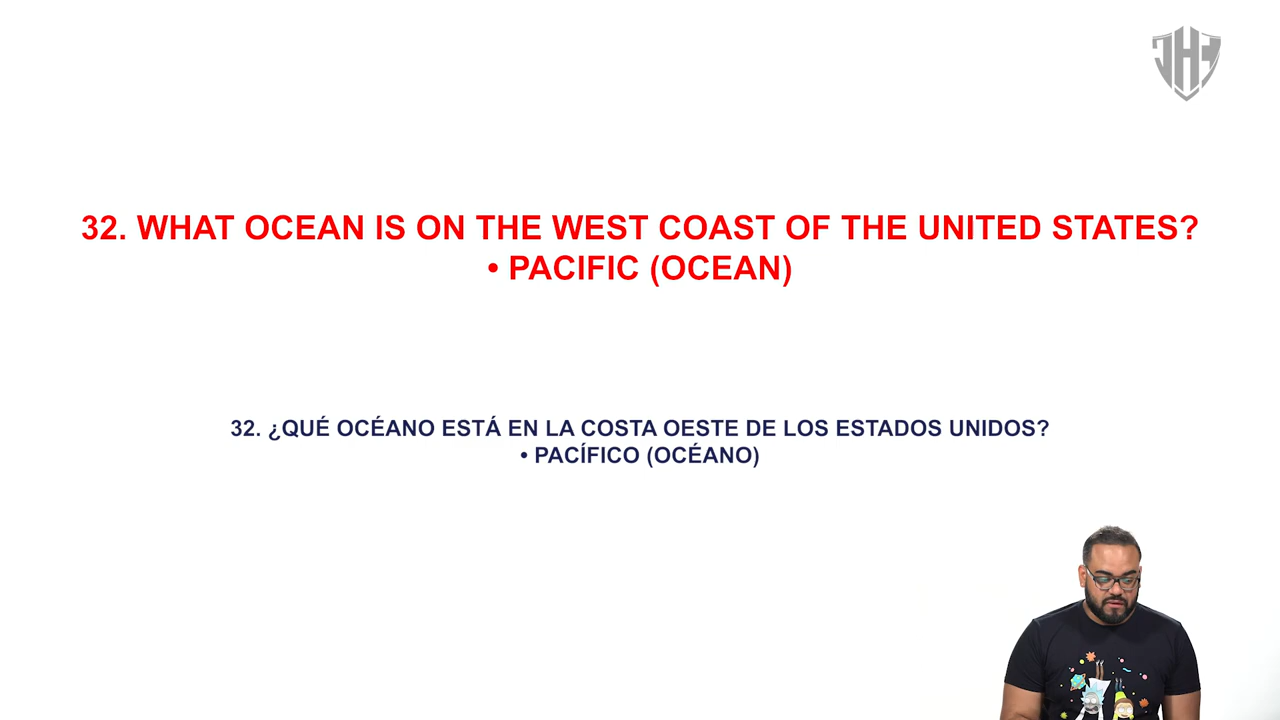 JHF
32. WHAT OCEAN IS ON THE WEST COAST OF THE UNITED STATES?
• PACIFIC (OCEAN)
32. ¿QUÉ OCÉANO ESTÁ EN LA COSTA OESTE DE LOS ESTADOS UNIDOS?
• PACÍFICO (OCÉANO)